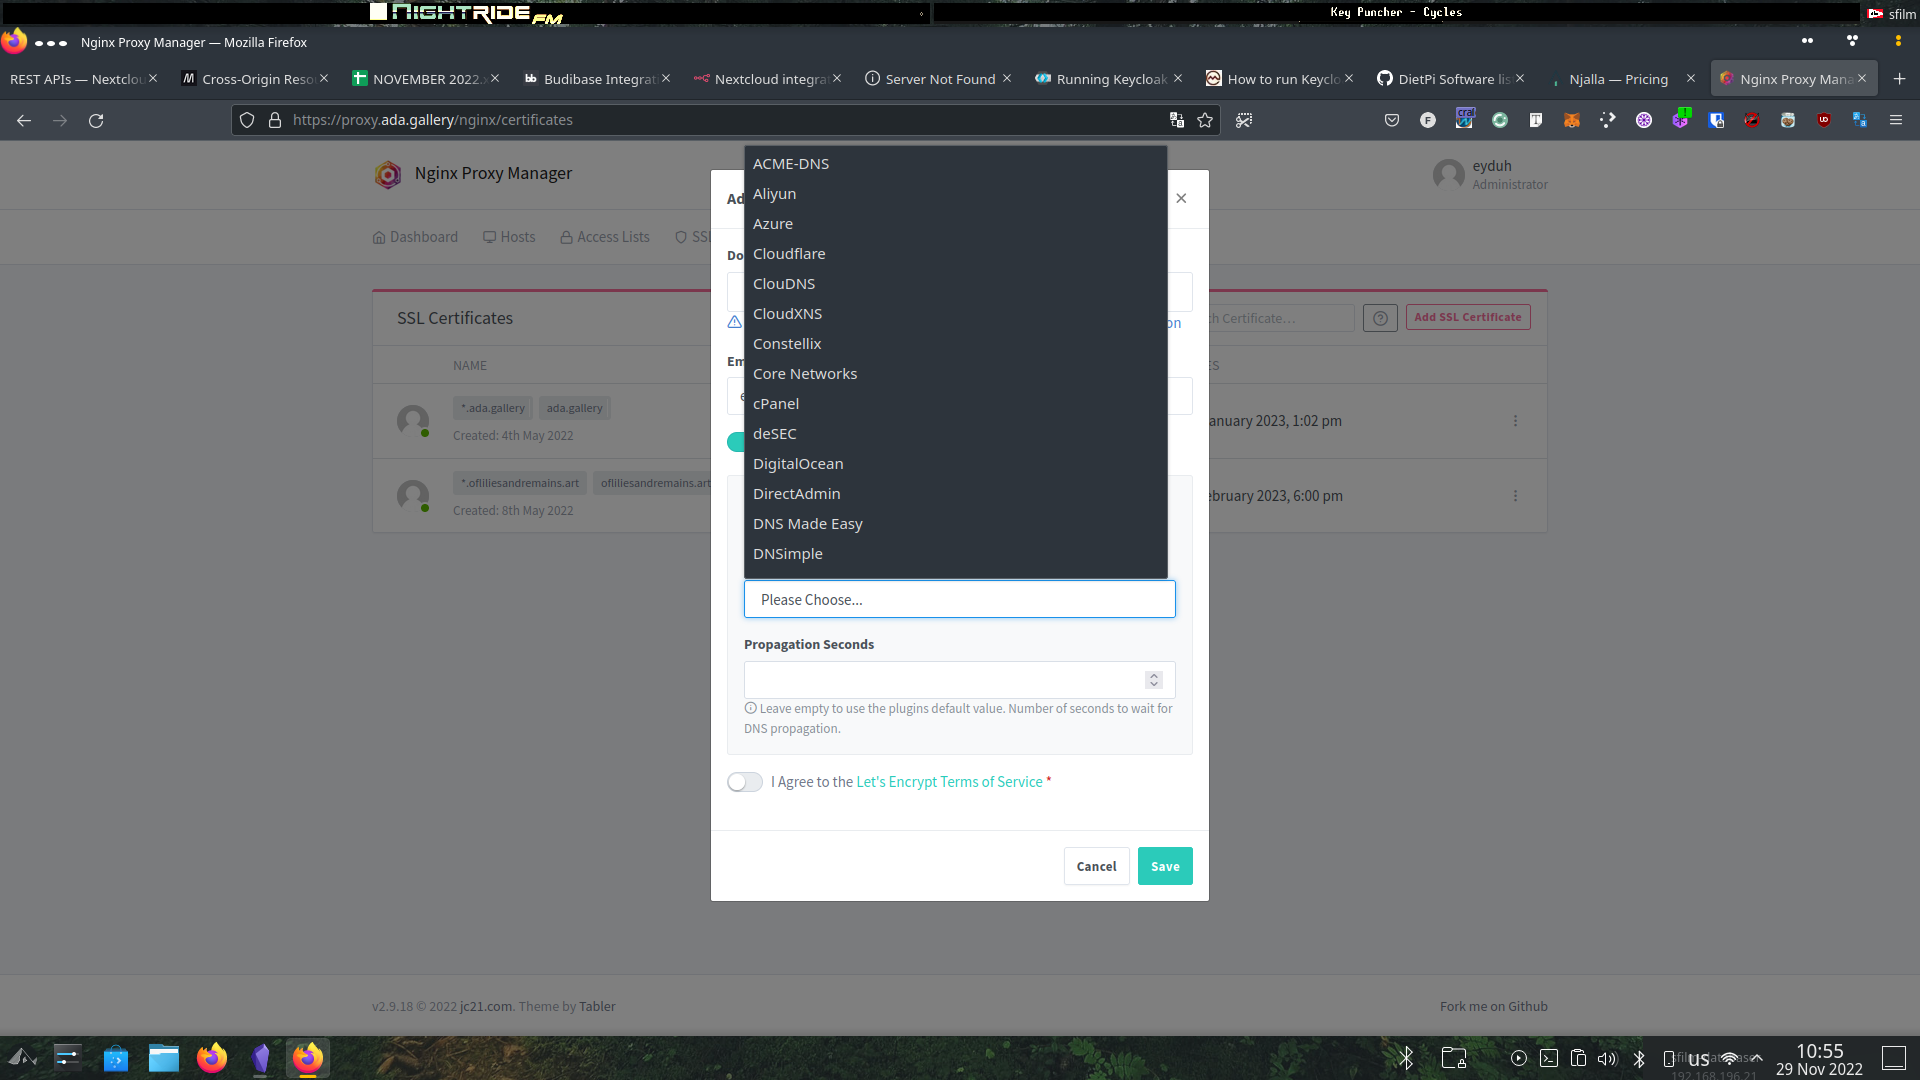 NIGHTRIDE FM
Key Puncher - Cycles
sfilm
Nginx Proxy Manager — Mozilla Firefox
REST APIs — Nextclou
Cross-Origin Reso
NOVEMBER 2022.
Budibase Integrat
Nextcloud integra
Server Not Found
Running Keycloak
How to run Keyclo
DietPi Software lis
Njalla — Pricing
Nginx Proxy Mana
https://proxy.ada.gallery/nginx/certificates
Nginx Proxy Manager
eyduh
Administrator
Dashboard
Hosts
Access Lists
SSL
SSL Certificates
h Certificate...
Add SSL Certificate
NAME
ES
*.ada.gallery
ada.gallery
Created: 4th May 2022
anuary 2023, 1:02 pm
*.ofliliesandremains.art
ofliliesandremains.art
Created: 8th May 2022
ebruary 2023, 6:00 pm
Ad
Do
on
Em
e
ACME-DNS
Aliyun
Azure
Cloudflare
ClouDNS
CloudXNS
Constellix
Core Networks
cPanel
deSEC
DigitalOcean
DirectAdmin
DNS Made Easy
DNSimple
Please Choose...
Propagation Seconds
Leave empty to use the plugins default value. Number of seconds to wait for
DNS propagation.
I Agree to the Let's Encrypt Terms of Service *
Cancel
Save
v2.9.18 © 2022 jc21.com. Theme by Tabler
Fork me on Github
us
10:55
29 Nov 2022
192.168.196.21